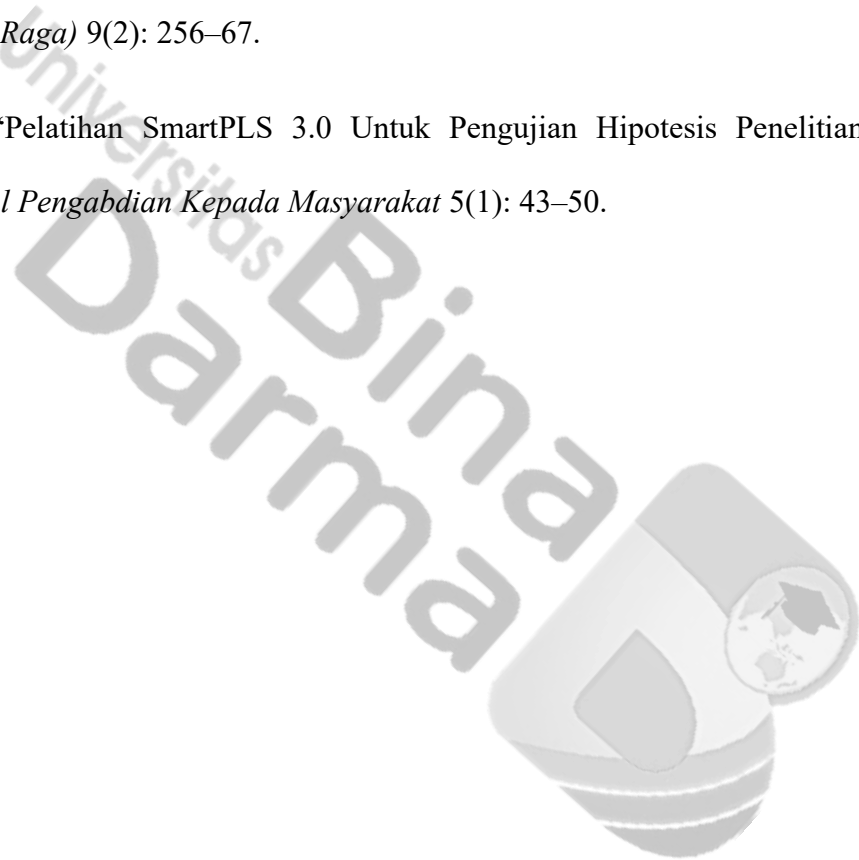 Raga) 9(2): 256–67.
“Pelatihan SmartPLS 3.0 Untuk Pengujian Hipotesis Penelitian
l Pengabdian Kepada Masyarakat 5(1): 43–50.
Universitas
Bina
Darma